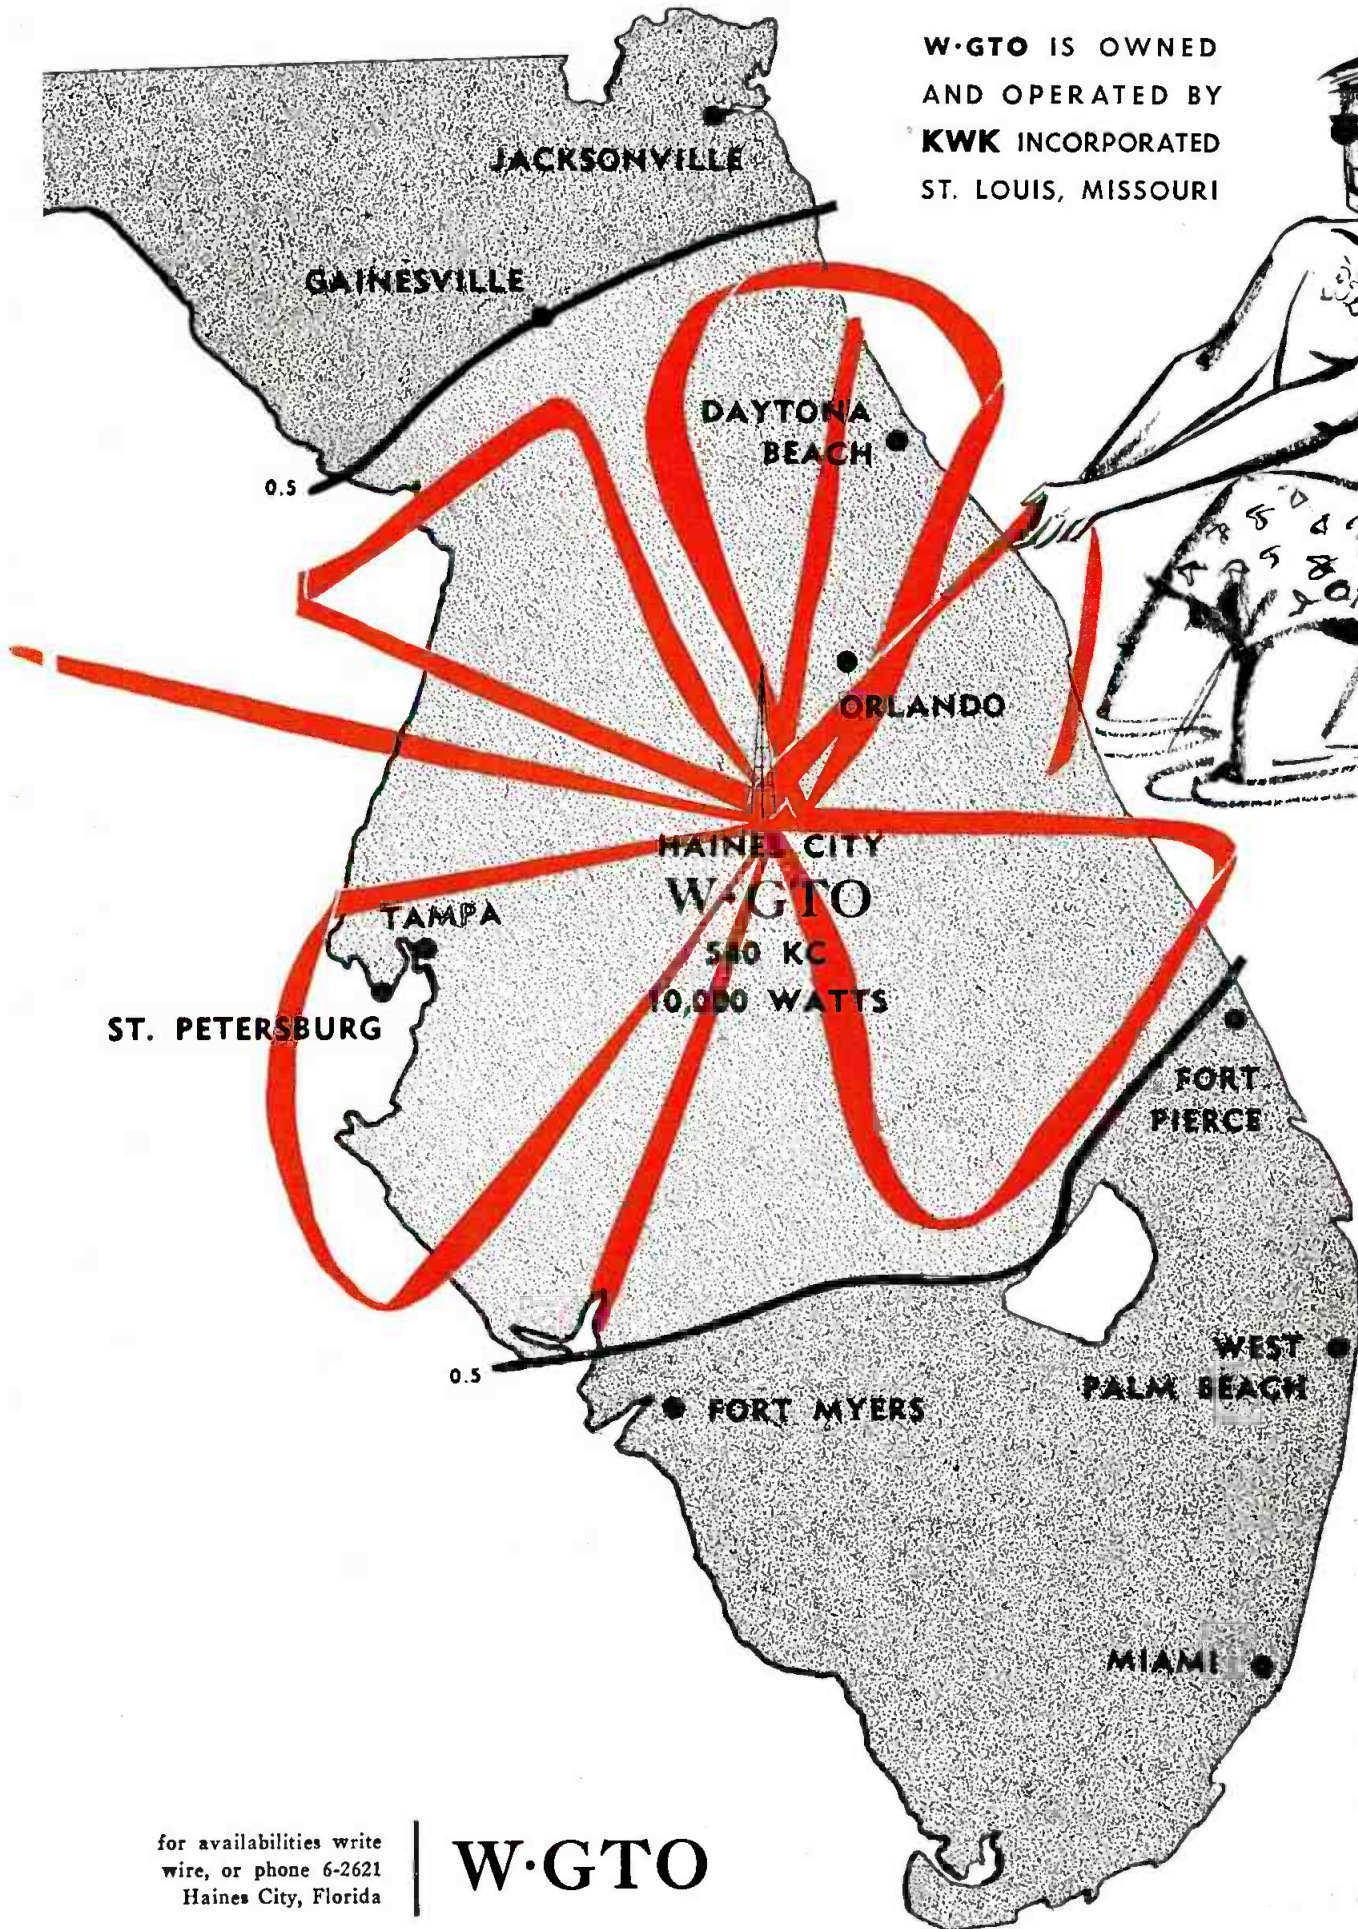 W·GTO IS OWNED
AND OPERATED BY
KWK INCORPORATED
ST. LOUIS, MISSOURI
JACKSONVILLE
GAINESVILLE
DAYTONA
BEACH
0.5
ORLANDO
HAINES CITY
W·GTO
540 KC
10,000 WATTS
TAMPA
ST. PETERSBURG
FORT
PIERCE
WEST
PALM BEACH
0.5
FORT MYERS
MIAMI
for availabilities write
wire, or phone 6-2621
Haines City, Florida
W·GTO